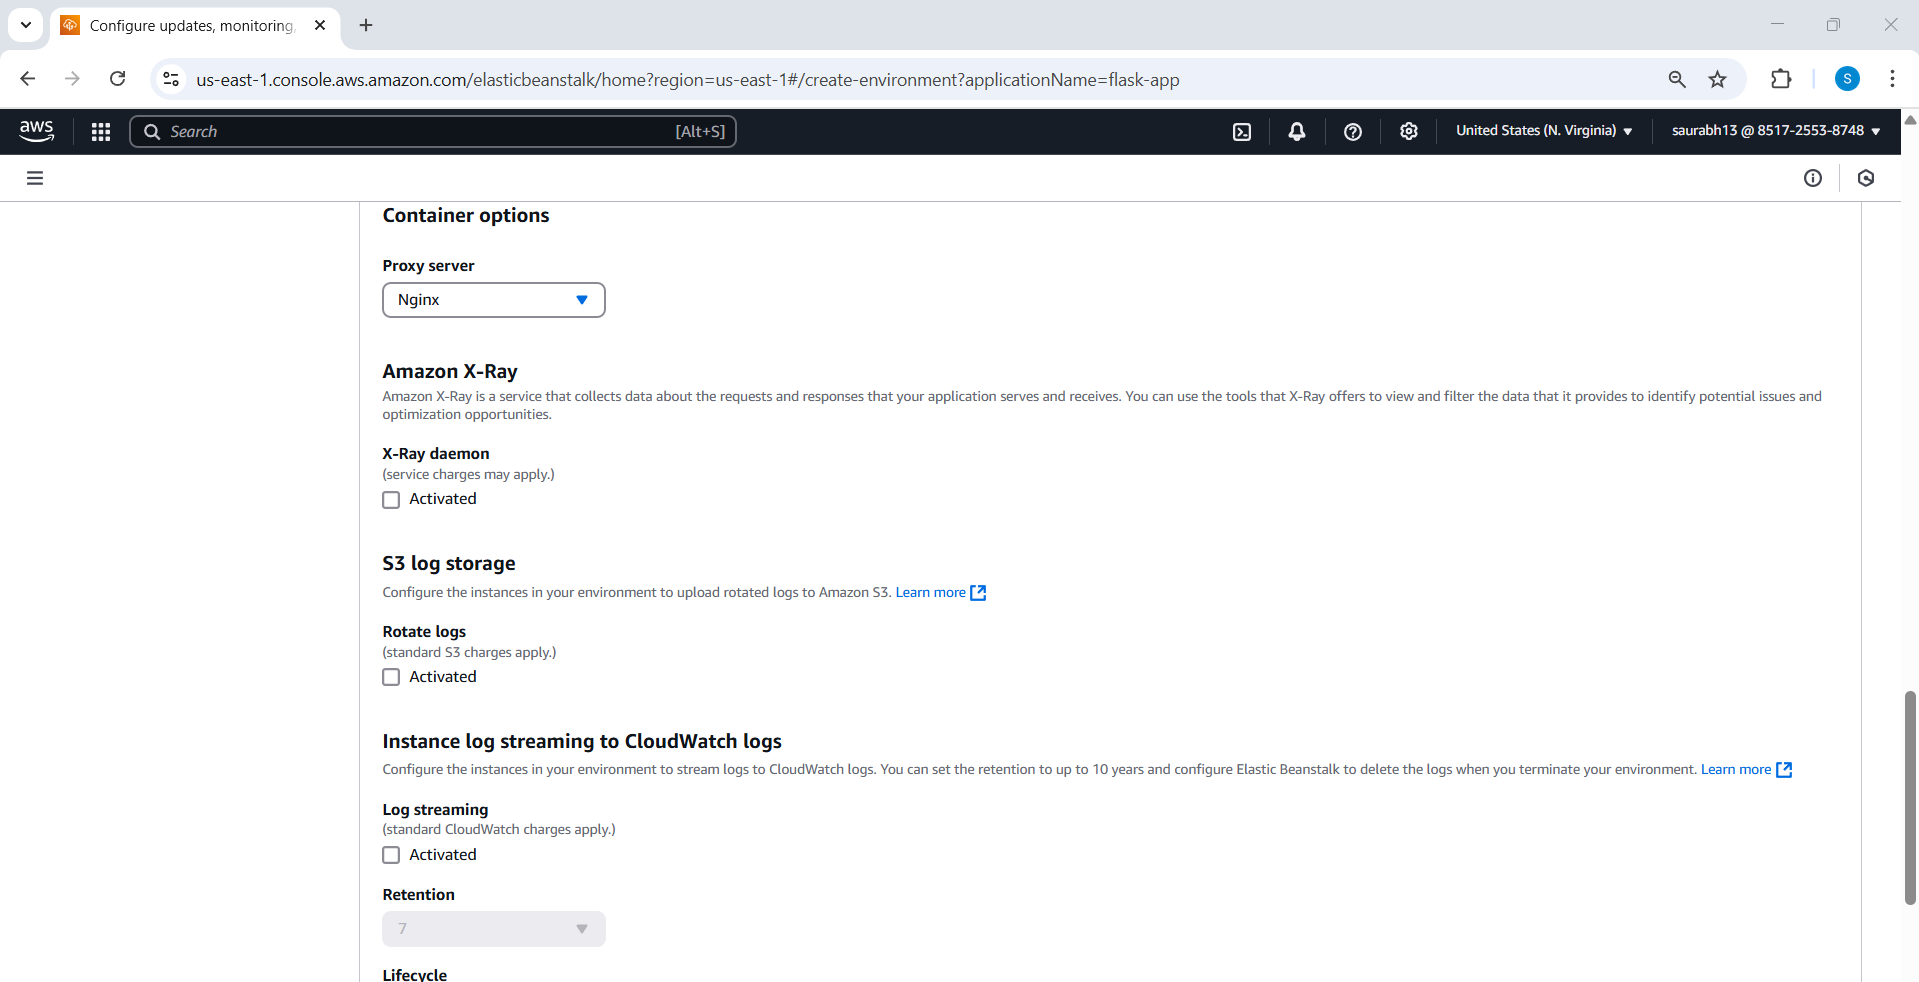 Configure updates, monitoring,
us-east-1.console.aws.amazon.com/elasticbeanstalk/home?region=us-east-1#/create-environment?applicationName=flask-app
S
aws
Search
[Alt+S]
United States (N. Virginia)
saurabh13 @ 8517-2553-8748
Container options
Proxy server
Nginx
Amazon X-Ray
Amazon X-Ray is a service that collects data about the requests and responses that your application serves and receives. You can use the tools that X-Ray offers to view and filter the data that it provides to identify potential issues and
optimization opportunities.
X-Ray daemon
(service charges may apply.)
Activated
S3 log storage
Configure the instances in your environment to upload rotated logs to Amazon S3. Learn more
Rotate logs
(standard S3 charges apply.)
Activated
Instance log streaming to CloudWatch logs
Configure the instances in your environment to stream logs to CloudWatch logs. You can set the retention to up to 10 years and configure Elastic Beanstalk to delete the logs when you terminate your environment. Learn more
Log streaming
(standard CloudWatch charges apply.)
Activated
Retention
7
Lifecycle